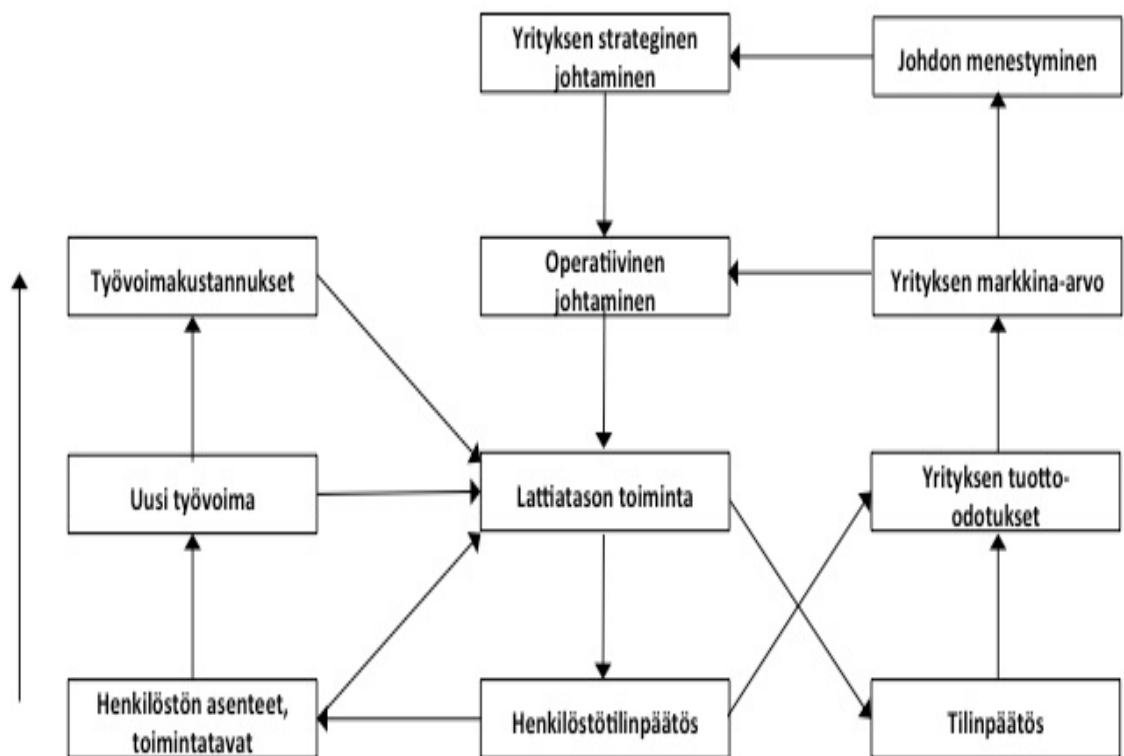 Yrityksen strateginen
johtaminen
Johdon menestyminen
Työvoimakustannukset
Operatiivinen
johtaminen
Yrityksen markkina-arvo
Uusi työvoima
Lattiatason toiminta
Yrityksen tuotto-
odotukset
Henkilöstön asenteet,
toimintatavat
Henkilöstötilinpäätös
Tilinpäätös